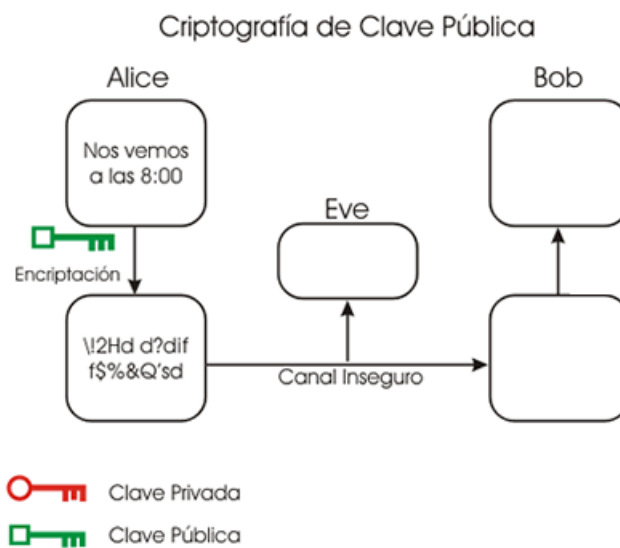 Criptografía de Clave Pública
Alice
Bob
Nos vemos
a las 8:00
Eve
Encriptación
\!2Hd d?dif
f$%&Q'sd
Canal Inseguro
Clave Privada
Clave Pública